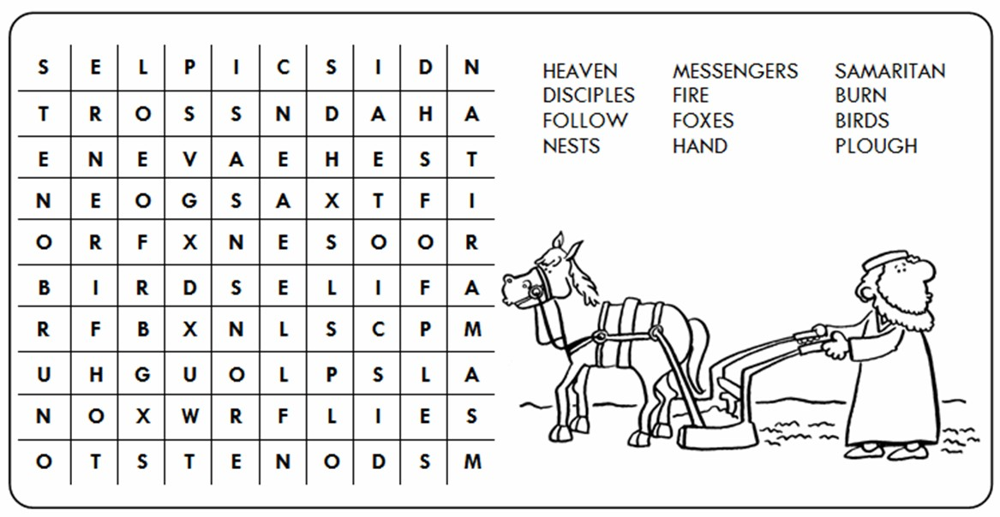 S E L P I C S I D N
T R O S S N D A H A
E N E V A E H E S T
N E O G S A X T F I
O R F X N E S O O R
B I R D S E L I F A
R F B X N L S C P M
U H G U O L P S L A
N O X W R F L I E S
O T S T E N O D S M
HEAVEN MESSENGERS SAMARITAN
DISCIPLES FIRE BURN
FOLLOW FOXES BIRDS
NESTS HAND PLOUGH